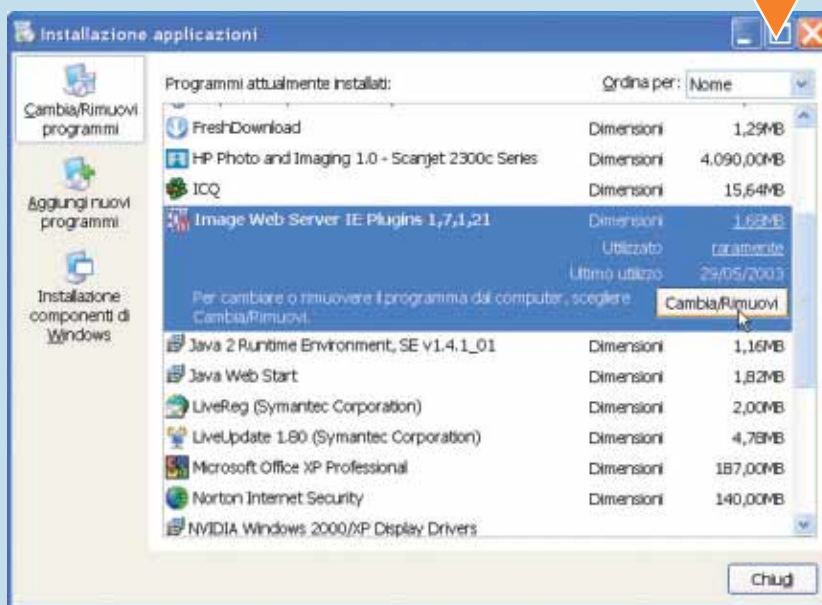 Installazione applicazioni
Cambia/Rimuovi
programmi
Aggiungi nuovi
programmi
Installazione
componenti di
Windows
Programmi attualmente installati:
Ordina per: Nome
FreshDownload Dimensioni 1,29MB
HP Photo and Imaging 1.0 - Scanjet 2300c Series Dimensioni 4.090,00MB
ICQ Dimensioni 15,64MB
Image Web Server IE Plugins 1,7,1,21 Dimensioni 1,68MB
Utilizzato raramente
Ultimo utilizzo 29/05/2003
Per cambiare o rimuovere il programma dal computer, scegliere
Cambia/Rimuovi.
Cambia/Rimuovi
Java 2 Runtime Environment, SE v1.4.1_01 Dimensioni 1,16MB
Java Web Start Dimensioni 1,82MB
LiveReg (Symantec Corporation) Dimensioni 2,00MB
LiveUpdate 1.80 (Symantec Corporation) Dimensioni 4,78MB
Microsoft Office XP Professional Dimensioni 187,00MB
Norton Internet Security Dimensioni 140,00MB
NVIDIA Windows 2000/XP Display Drivers
Chiudi